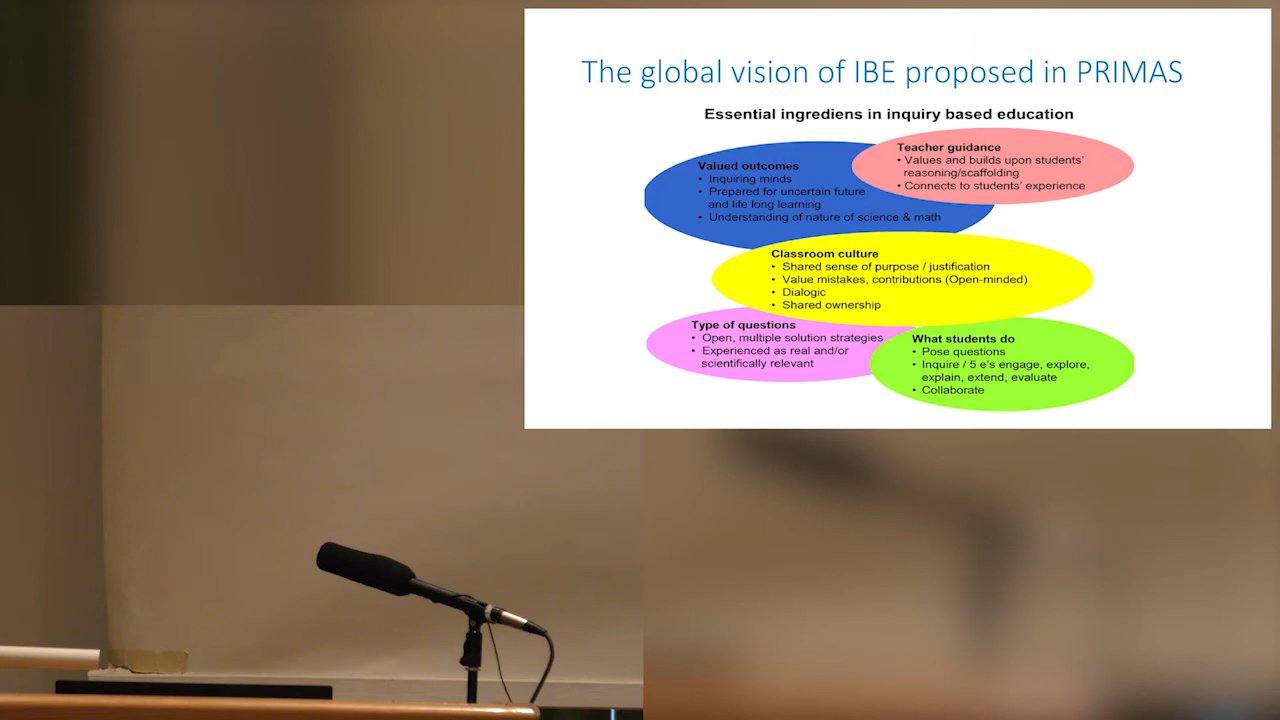 The global vision of IBE proposed in PRIMAS
Essential ingrediens in inquiry based education
Valued outcomes
• Inquiring minds
• Prepared for uncertain future
and life long learning
• Understanding of nature of science & math
Teacher guidance
• Values and builds upon students'
reasoning/scaffolding
• Connects to students' experience
Classroom culture
• Shared sense of purpose / justification
• Value mistakes, contributions (Open-minded)
• Dialogic
• Shared ownership
Type of questions
• Open, multiple solution strategies
• Experienced as real and/or
scientifically relevant
What students do
• Pose questions
• Inquire / 5 e's engage, explore,
explain, extend, evaluate
• Collaborate